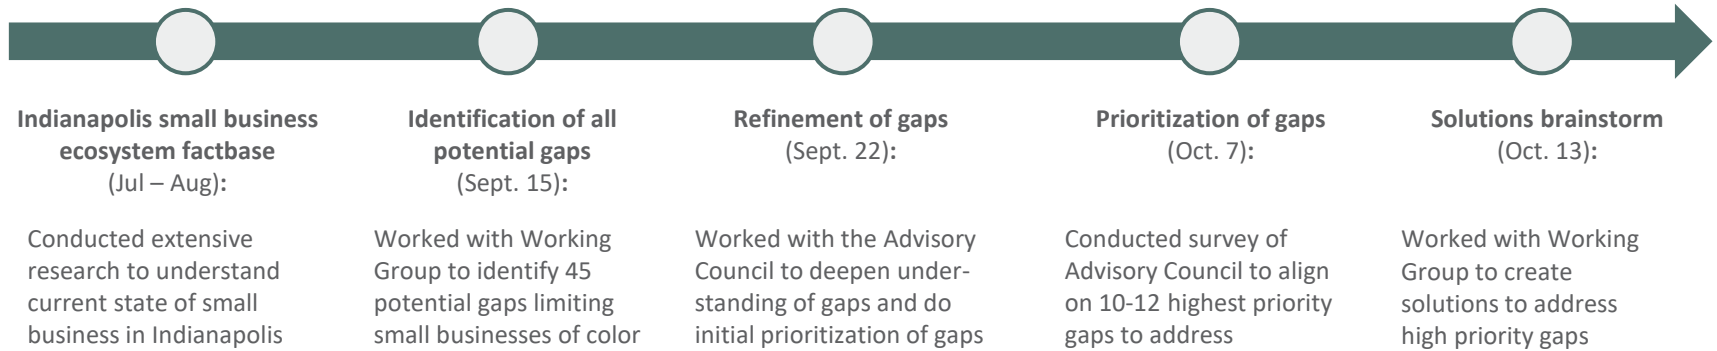 Indianapolis small business
ecosystem factbase
(Jul – Aug):
Conducted extensive
research to understand
current state of small
business in Indianapolis
Identification of all
potential gaps
(Sept. 15):
Worked with Working
Group to identify 45
potential gaps limiting
small businesses of color
Refinement of gaps
(Sept. 22):
Worked with the Advisory
Council to deepen under-
standing of gaps and do
initial prioritization of gaps
Prioritization of gaps
(Oct. 7):
Conducted survey of
Advisory Council to align
on 10-12 highest priority
gaps to address
Solutions brainstorm
(Oct. 13):
Worked with Working
Group to create
solutions to address
high priority gaps